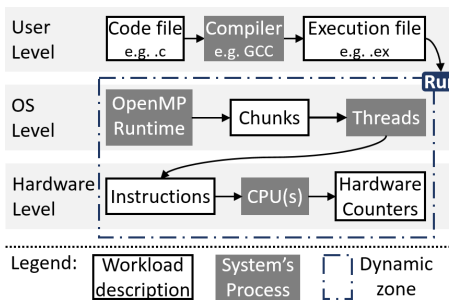 User
Level
Code file
e.g. .c
Compiler
e.g. GCC
Execution file
e.g. .ex
OS
Level
OpenMP
Runtime
Chunks
Threads
Hardware
Level
Instructions
CPU(s)
Hardware
Counters
Legend:
Workload
description
System's
Process
Dynamic
zone